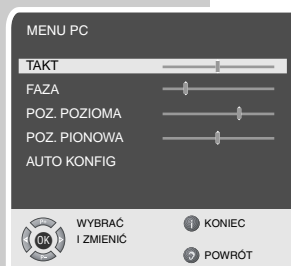 MENU PC
TAKT
FAZA
POZ. POZIOMA
POZ. PIONOWA
AUTO KONFIG
WYBRAĆ
I ZMIENIĆ
OK
KONIEC
POWRÓT